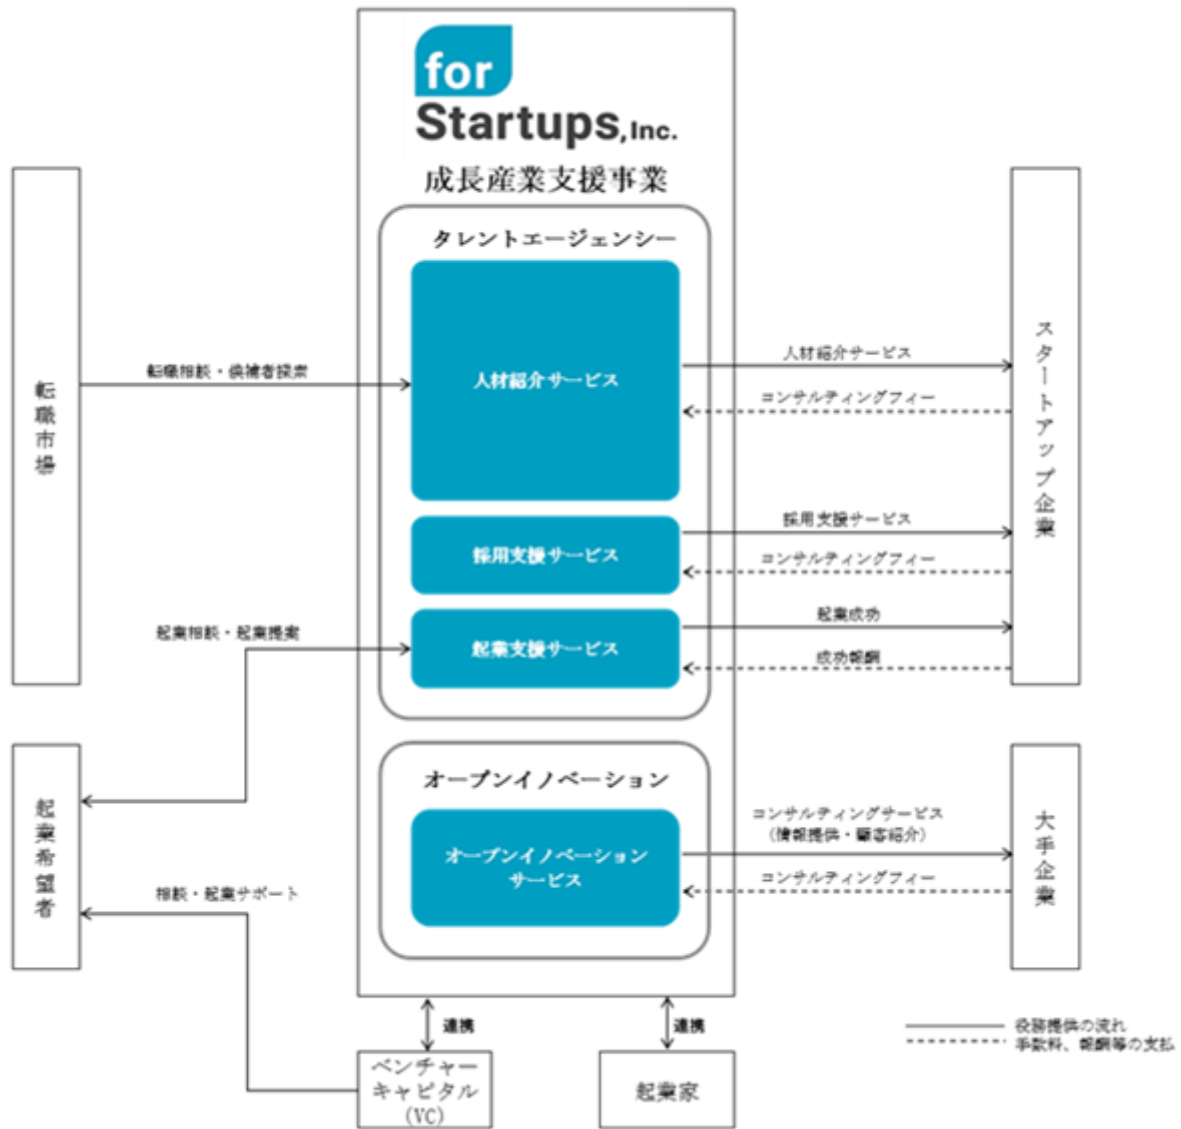 for
Startups,Inc.
成長産業支援事業
タレントエージェンシー
人材紹介サービス
採用支援サービス
起業支援サービス
オープンイノベーション
オープンイノベーション
サービス
転職市場
転職相談・候補者探索
起業相談・起業提案
起業希望者
相談・起業サポート
人材紹介サービス
コンサルティングフィー
採用支援サービス
コンサルティングフィー
起業成功
成功報酬
スタートアップ企業
コンサルティングサービス
(情報提供・顧客紹介)
コンサルティングフィー
大手企業
連携
連携
ベンチャー
キャピタル
(VC)
起業家
役務提供の流れ
手数料、報酬等の支払